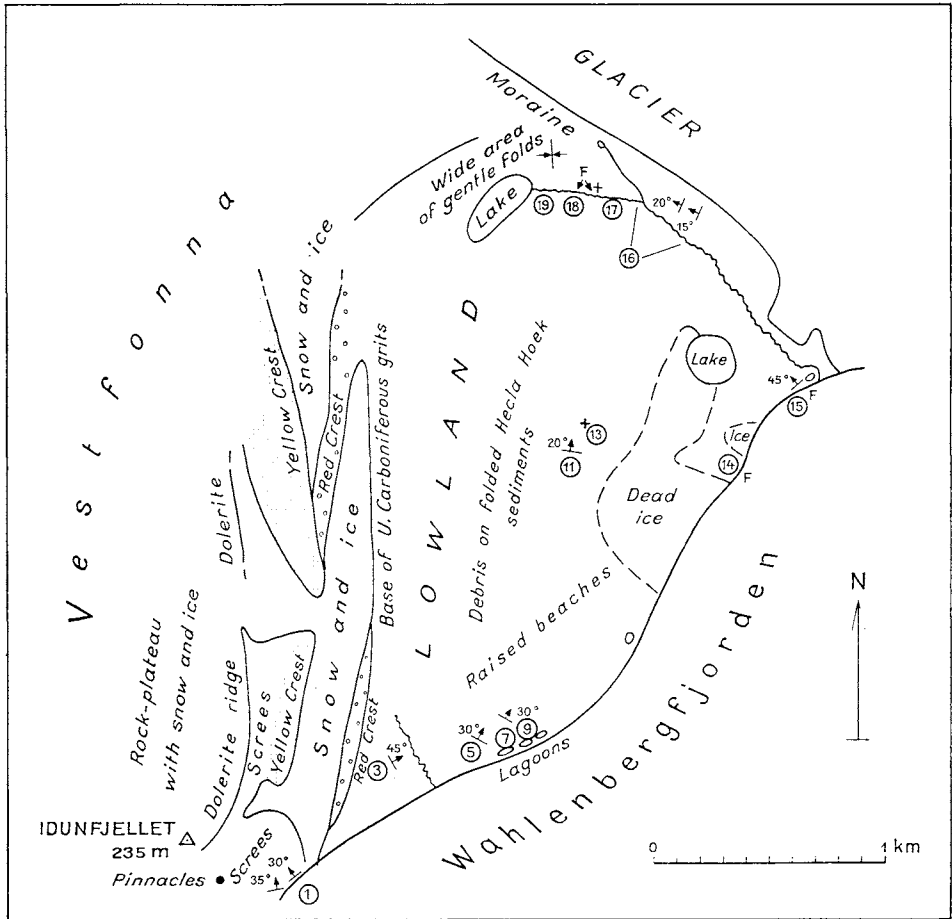 GLACIER
Moraine
Wide area
of gentle folds
F
Lake
19
18
17
20°
15°
16
Vestfonna
Snow and ice
Yellow Crest
Red Crest
Dolerite
Base of U. Carboniferous grits
LOWLAND
Debris on folded Hecla Hoek
sediments
Lake
45°
F
15
Ice
14
F
20°
13
11
Dead
ice
N
Rock-plateau
with snow and ice
Dolerite ridge
Screes
Yellow Crest
Snow and ice
Red Crest
Raised beaches
45°
3
30°
5
30°
7
9
Lagoons
Wahlenbergfjorden
IDUNFJELLET
235 m
Pinnacles
Screes
35°
30°
1
0
1 km